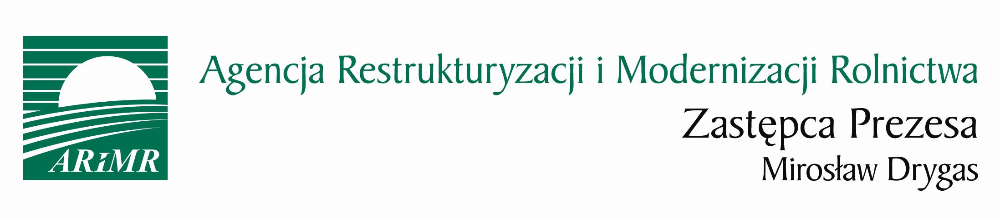 Agencja Restrukturyzacji i Modernizacji Rolnictwa
Zastępca Prezesa
Mirosław Drygas
ARiMR